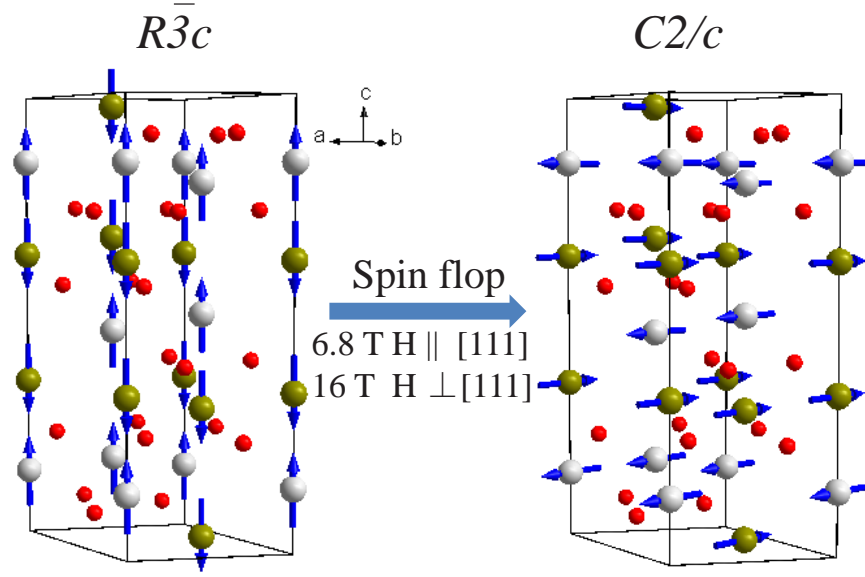 R3̅c
C2/c
c
a
b
Spin flop
6.8 T H || [111]
16 T H ⊥[111]